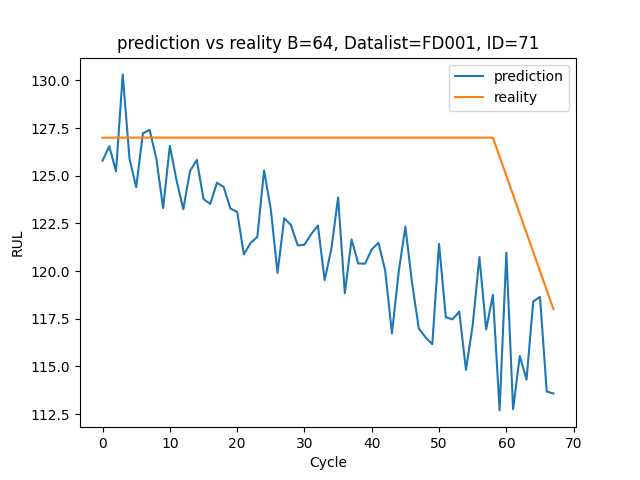 prediction vs reality B=64, Datalist=FD001, ID=71
prediction
reality
130.0
127.5
125.0
122.5
120.0
117.5
115.0
112.5
RUL
0 10 20 30 40 50 60 70
Cycle